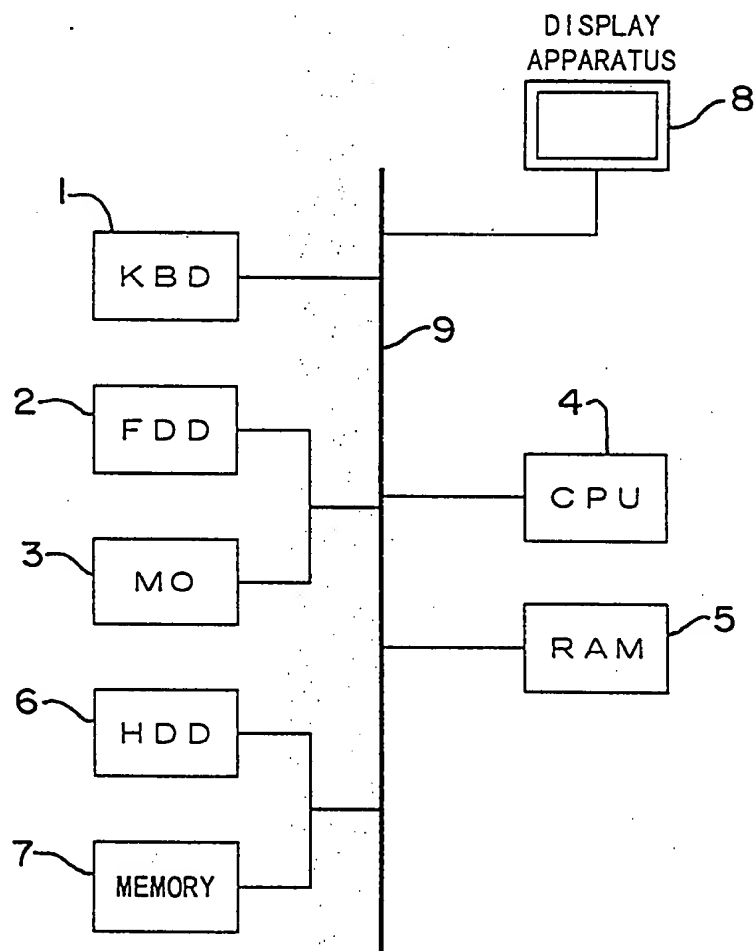 DISPLAY
APPARATUS
8
1
KBD
9
2
FDD
4
CPU
3
MO
5
RAM
6
HDD
7
MEMORY